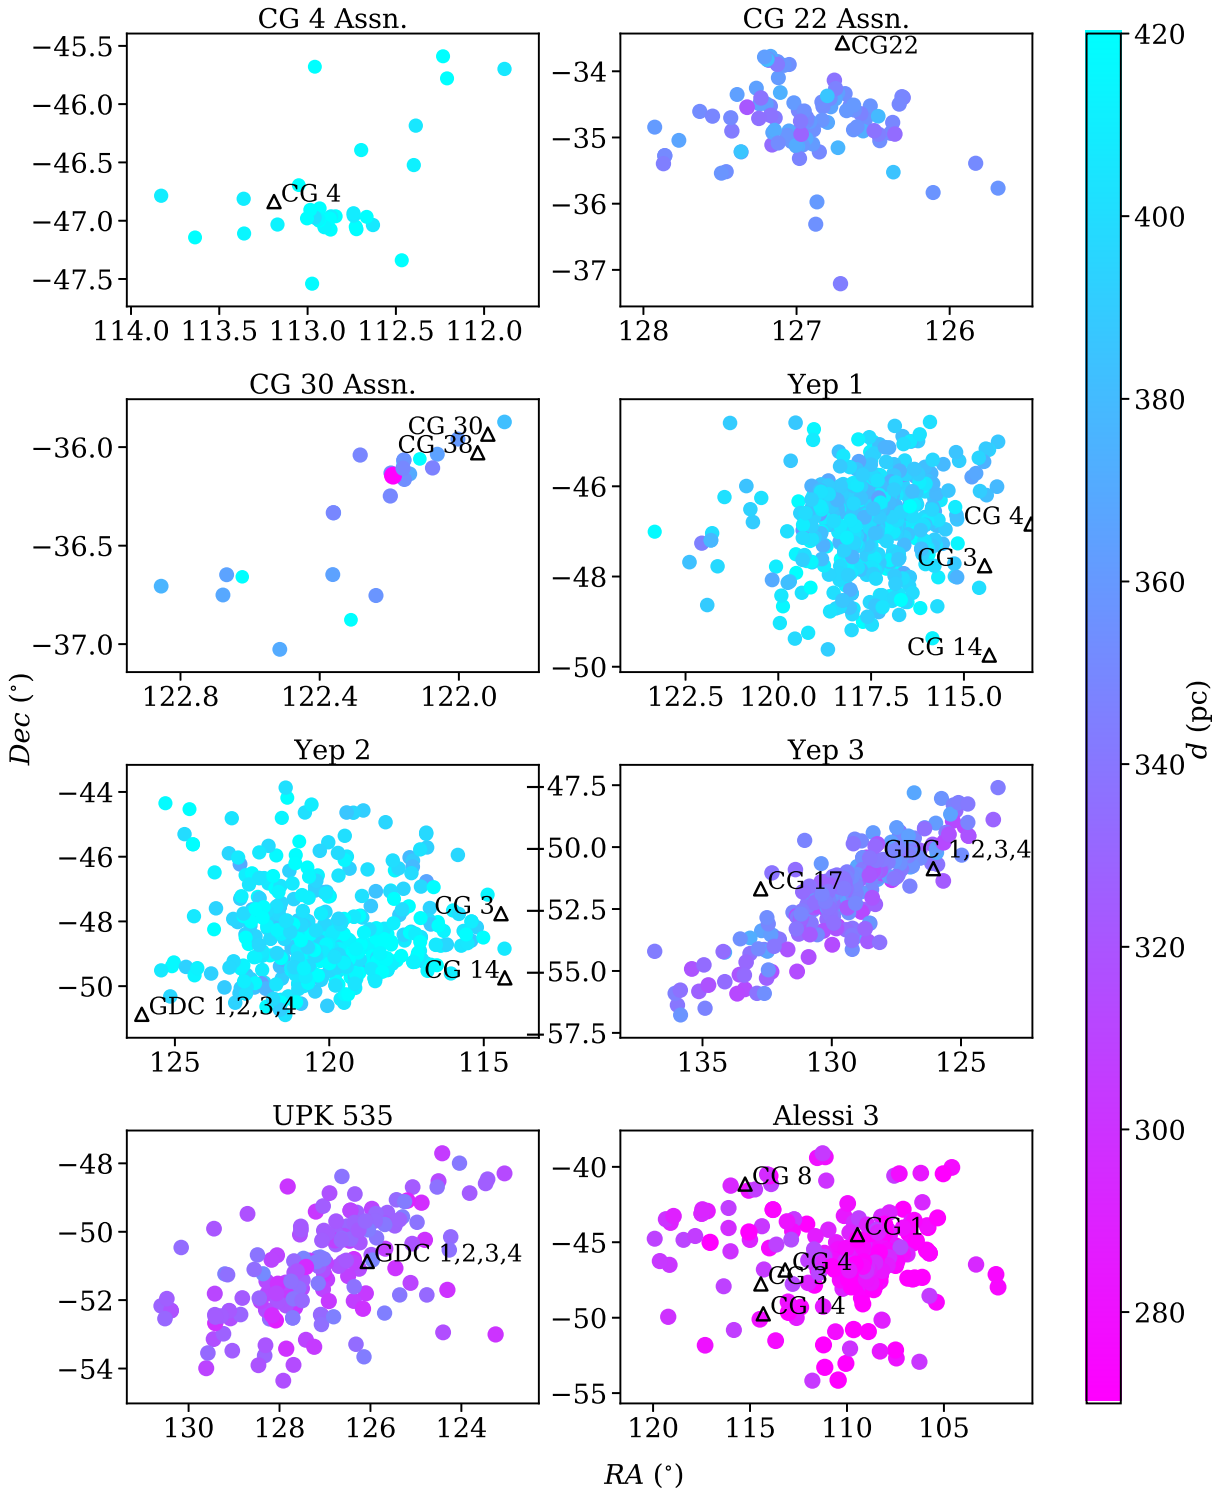 CG 4 Assn.
−45.5
−46.0
−46.5
−47.0
−47.5
CG 4
114.0 113.5 113.0 112.5 112.0
CG 22 Assn.
−34
−35
−36
−37
CG22
128 127 126
CG 30 Assn.
−36.0
−36.5
−37.0
CG 30
CG 38
122.8 122.4 122.0
Yep 1
−46
−48
−50
CG 4
CG 3
CG 14
122.5 120.0 117.5 115.0
Yep 2
−44
−46
−48
−50
CG 3
CG 14
GDC 1,2,3,4
125 120 115
Yep 3
−47.5
−50.0
−52.5
−55.0
−57.5
GDC 1,2,3,4
CG 17
135 130 125
UPK 535
−48
−50
−52
−54
GDC 1,2,3,4
130 128 126 124
Alessi 3
−40
−45
−50
−55
CG 8
CG 1
CG 4
CG 3
CG 14
120 115 110 105
Dec (°)
RA (°)
420
400
380
360
340
320
300
280
d (pc)